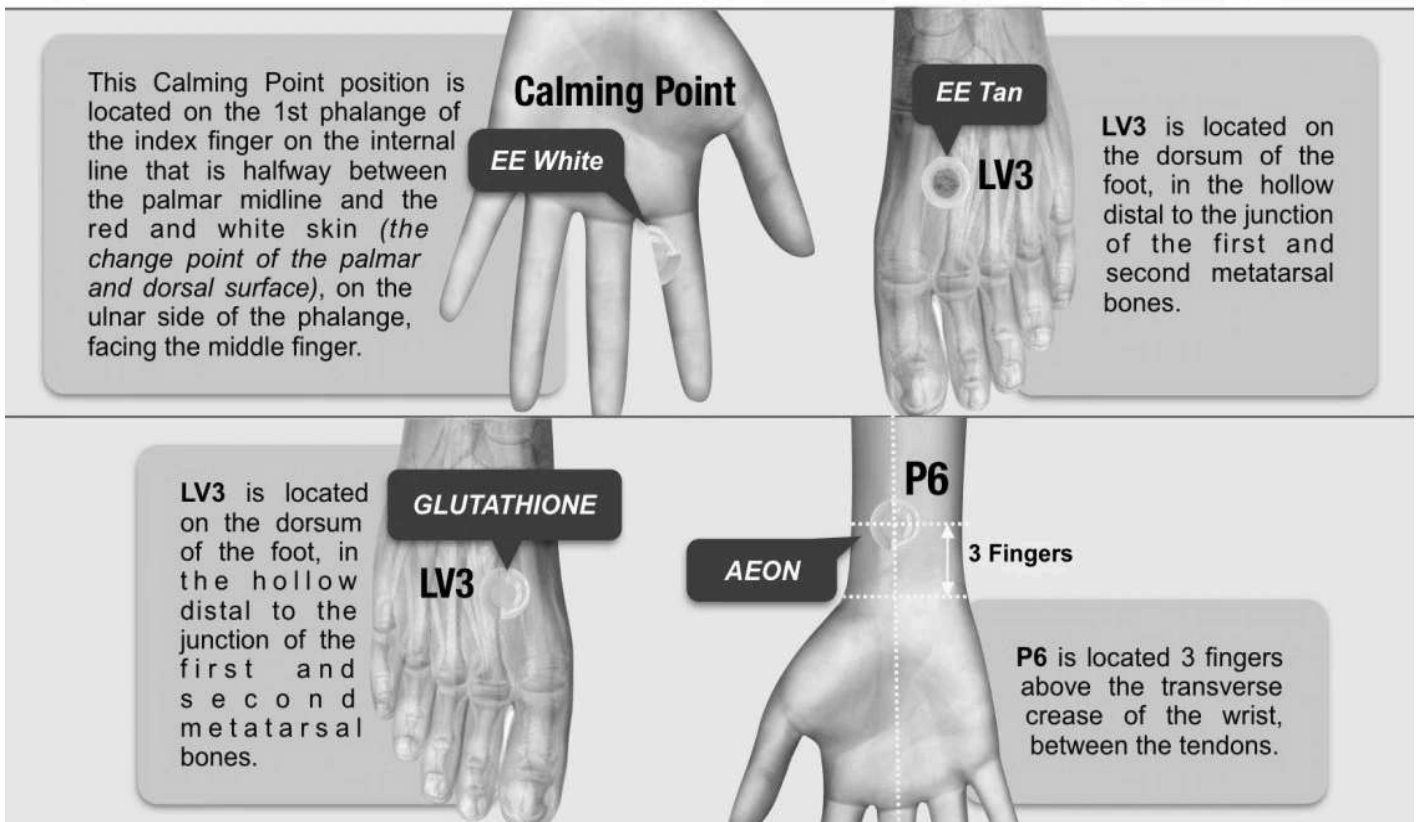 This Calming Point position is
located on the 1st phalange of
the index finger on the internal
line that is halfway between
the palmar midline and the
red and white skin (the
change point of the palmar
and dorsal surface), on the
ulnar side of the phalange,
facing the middle finger.
Calming Point
EE White
EE Tan
LV3
LV3 is located on
the dorsum of the
foot, in the hollow
distal to the junction
of the first and
second metatarsal
bones.
LV3 is located
on the dorsum
of the foot, in
the hollow
distal to the
junction of the
first and
second
metatarsal
bones.
GLUTATHIONE
LV3
P6
AEON
3 Fingers
P6 is located 3 fingers
above the transverse
crease of the wrist,
between the tendons.